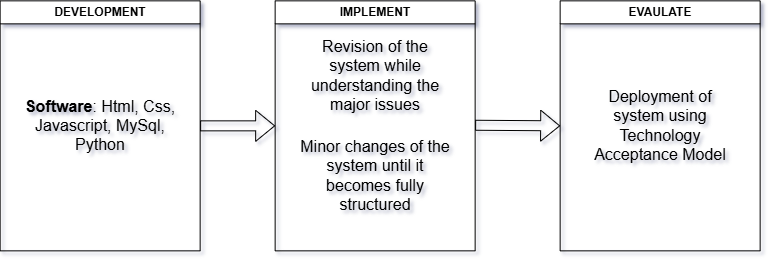 DEVELOPMENT
Software: Html, Css,
Javascript, MySql,
Python
IMPLEMENT
Revision of the
system while
understanding the
major issues
Minor changes of the
system until it
becomes fully
structured
EVAULATE
Deployment of
system using
Technology
Acceptance Model